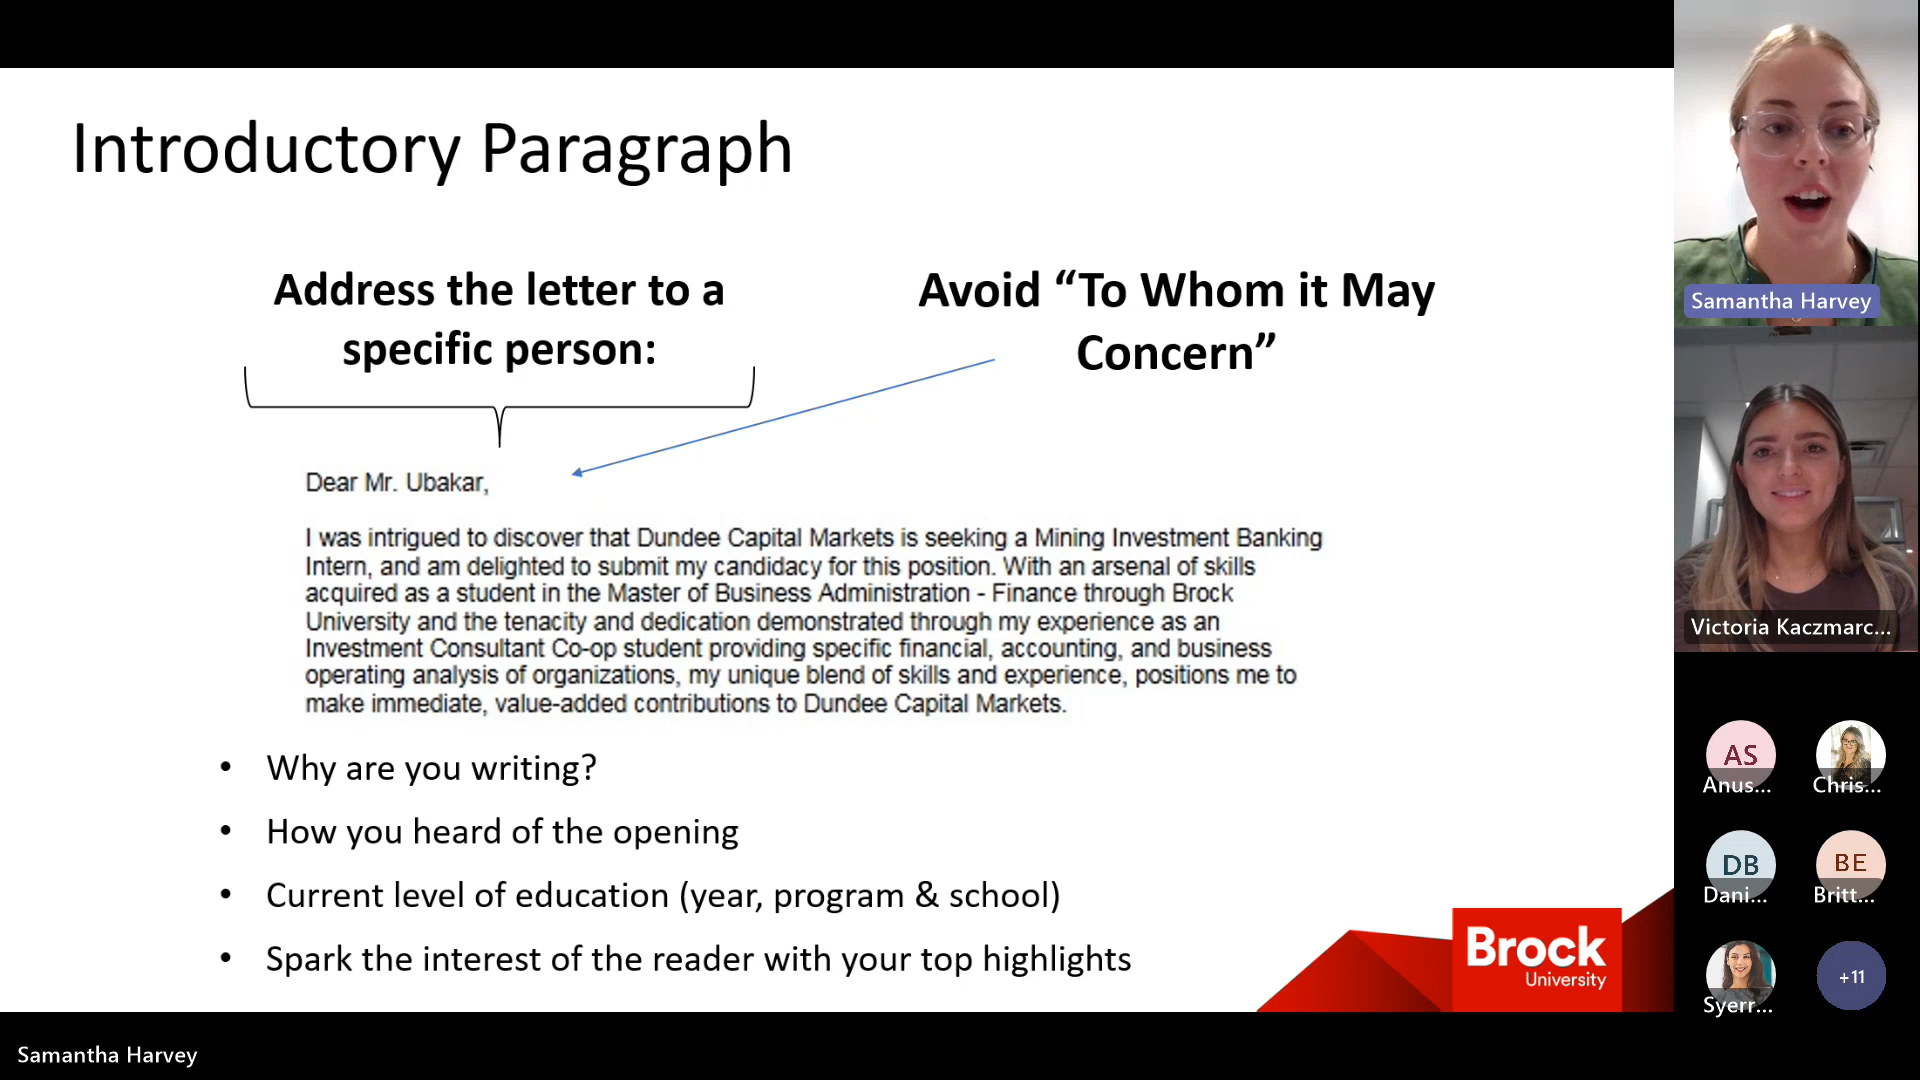 Introductory Paragraph
Address the letter to a
specific person:
Avoid “To Whom it May
Concern”
Dear Mr. Ubakar,
I was intrigued to discover that Dundee Capital Markets is seeking a Mining Investment Banking
Intern, and am delighted to submit my candidacy for this position. With an arsenal of skills
acquired as a student in the Master of Business Administration - Finance through Brock
University and the tenacity and dedication demonstrated through my experience as an
Investment Consultant Co-op student providing specific financial, accounting, and business
operating analysis of organizations, my unique blend of skills and experience, positions me to
make immediate, value-added contributions to Dundee Capital Markets.
• Why are you writing?
• How you heard of the opening
• Current level of education (year, program & school)
• Spark the interest of the reader with your top highlights
Brock
University
Samantha Harvey
Samantha Harvey
Victoria Kaczmarc...
AS
Anus...
Chris...
DB
Dani...
BE
Britt...
Syerr...
+11